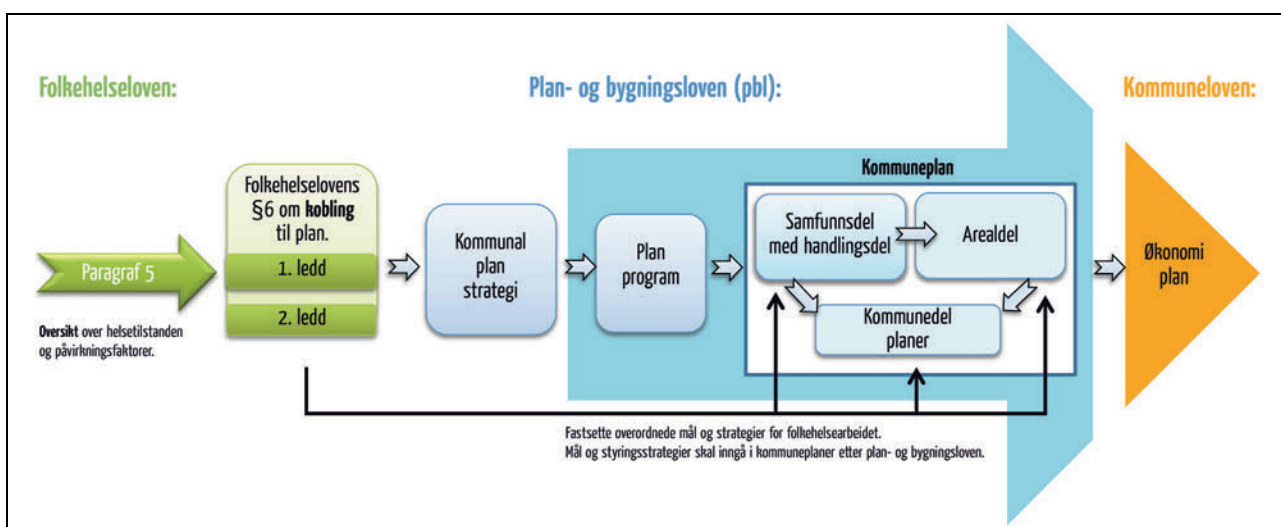 Folkehelseloven:
Plan- og bygningsloven (pbl):
Kommuneloven:
Paragraf 5
Oversikt over helsetilstanden
og påvirkningsfaktorer.
Folkehelselovens
§6 om kobling
til plan.
1. ledd
2. ledd
Kommunal
plan
strategi
Plan
program
Kommuneplan
Samfunnsdel
med handlingsdel
Arealdel
Kommunedel
planer
Økonomi
plan
Fastsette overordnede mål og strategier for folkehelsearbeidet.
Mål og styringsstrategier skal inngå i kommuneplaner etter plan- og bygningsloven.